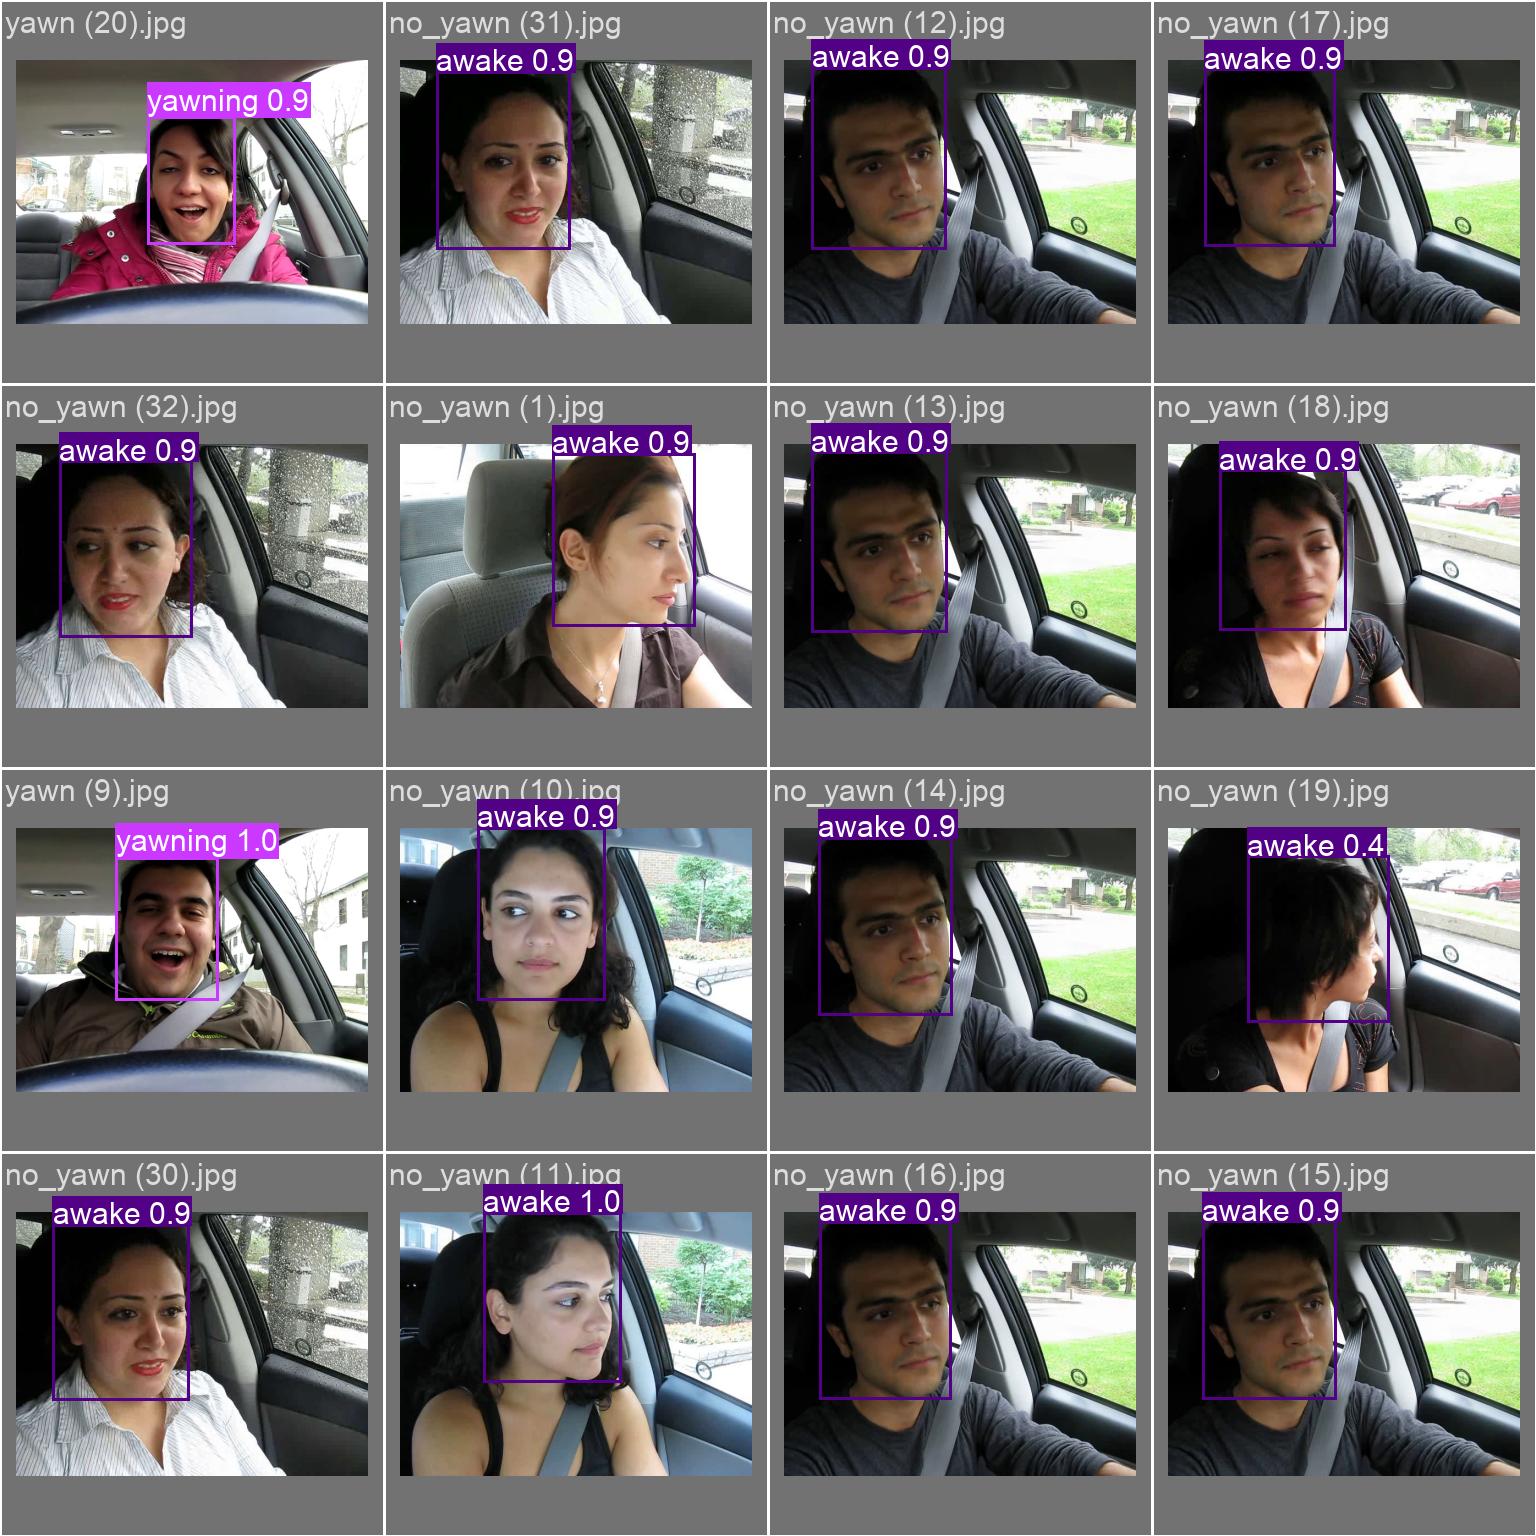 yawn (20).jpg
yawning 0.9
no_yawn (31).jpg
awake 0.9
no_yawn (12).jpg
awake 0.9
no_yawn (17).jpg
awake 0.9
no_yawn (32).jpg
awake 0.9
no_yawn (1).jpg
awake 0.9
no_yawn (13).jpg
awake 0.9
no_yawn (18).jpg
awake 0.9
yawn (9).jpg
yawning 1.0
no_yawn (10).jpg
awake 0.9
no_yawn (14).jpg
awake 0.9
no_yawn (19).jpg
awake 0.4
no_yawn (30).jpg
awake 0.9
no_yawn (11).jpg
awake 1.0
no_yawn (16).jpg
awake 0.9
no_yawn (15).jpg
awake 0.9